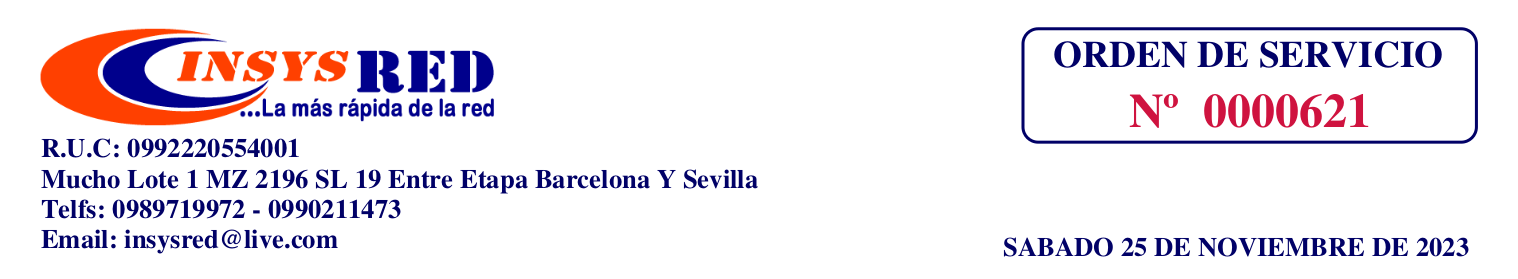 INSYS RED
...La más rápida de la red
R.U.C: 0992220554001
Mucho Lote 1 MZ 2196 SL 19 Entre Etapa Barcelona Y Sevilla
Telfs: 0989719972 - 0990211473
Email: insysred@live.com
ORDEN DE SERVICIO
Nº 0000621
SABADO 25 DE NOVIEMBRE DE 2023